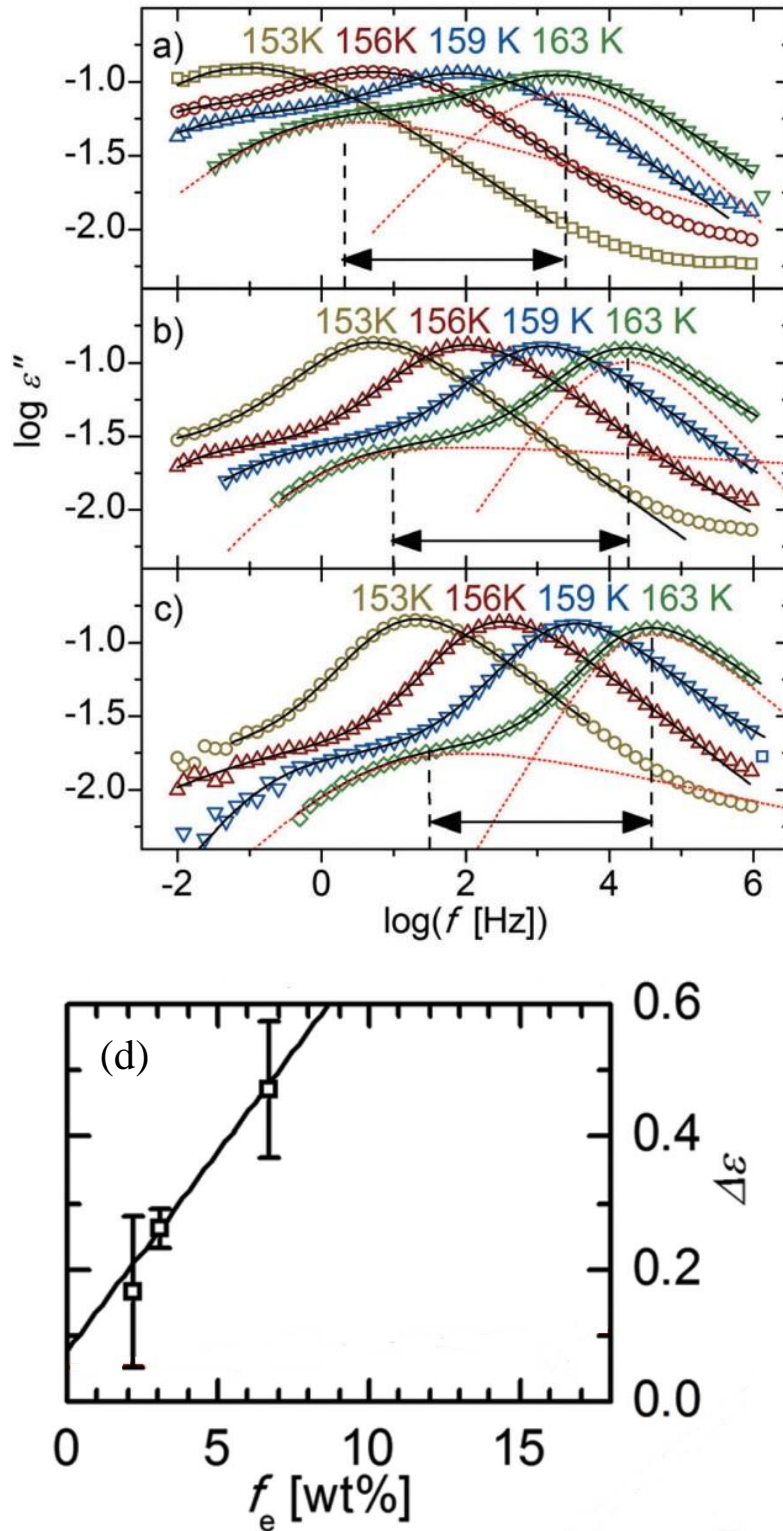 a) 153K 156K 159 K 163 K
-1.0
-1.5
-2.0
b) 153K 156K 159 K 163 K
-1.0
-1.5
-2.0
log ε″
c) 153K 156K 159 K 163 K
-1.0
-1.5
-2.0
-2 0 2 4 6
log(f [Hz])
(d)
0.6
0.4
0.2
0.0
Δε
0 5 10 15
fe [wt%]